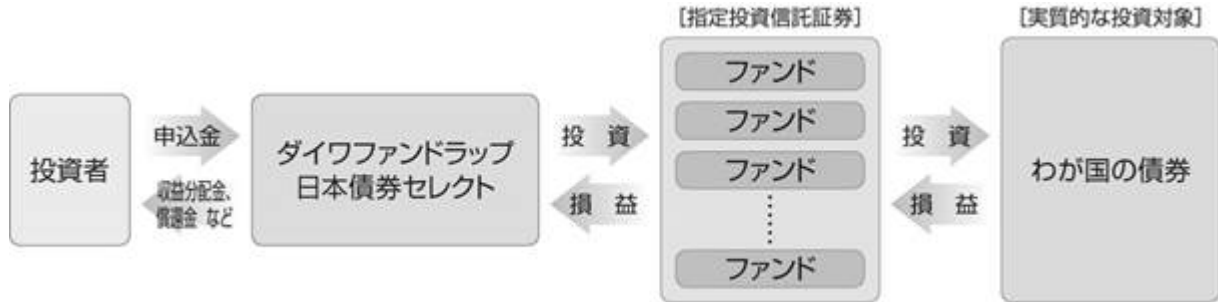 [指定投資信託証券]
[実質的な投資対象]
投資者
申込金
収益分配金、
償還金 など
ダイワファンドラップ
日本債券セレクト
投 資
損 益
ファンド
ファンド
ファンド
ファンド
投 資
損 益
わが国の債券